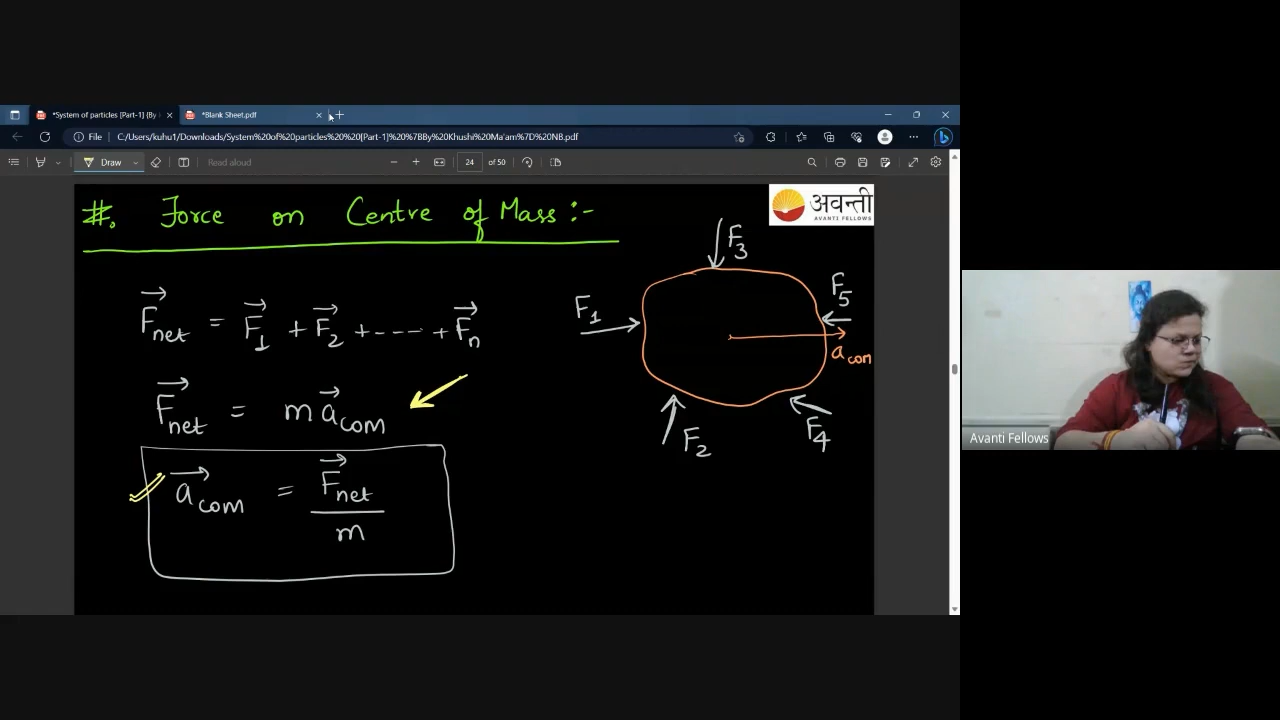 *System of particles [Part-1] (By
*Blank Sheet.pdf
File
C:/Users/kuhu1/Downloads/System%20of%20particles%20%20[Part-1]%20%7BBy%20Khushi%20Ma'am%7D%20NB.pdf
Draw
Read aloud
24 of 50
#. Force on Centre of Mass :-
अवन्ती
AVANTI FELLOWS
F₃
F₁
F₅
a com
F₂
F₄
F⃗net = F⃗₁ + F⃗₂ + ---- + F⃗n
F⃗net = m a⃗com
a⃗com = F⃗net / m
Avanti Fellows